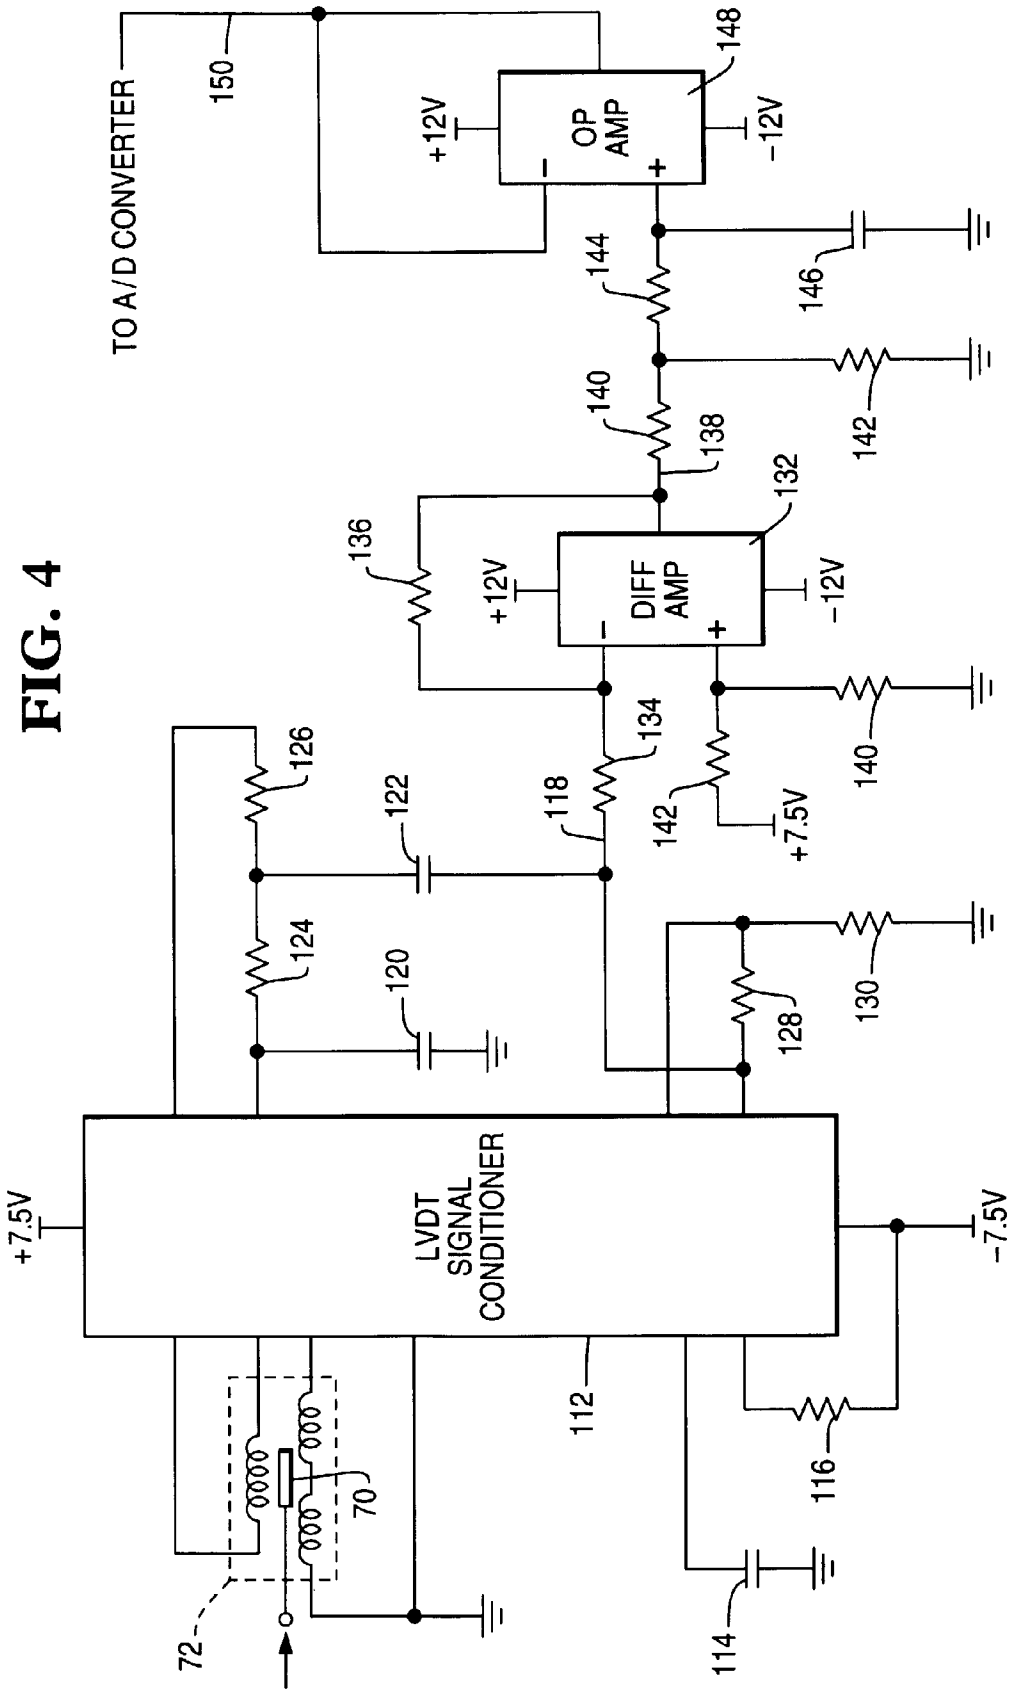 FIG. 4
72
70
+7.5V
LVDT
SIGNAL
CONDITIONER
112
114
116
-7.5V
120
124
122
126
128
130
118
134
136
+7.5V
142
140
+12V
DIFF
AMP
-
+
-12V
132
138
140
142
144
146
+12V
OP
AMP
-
+
-12V
148
150
TO A/D CONVERTER